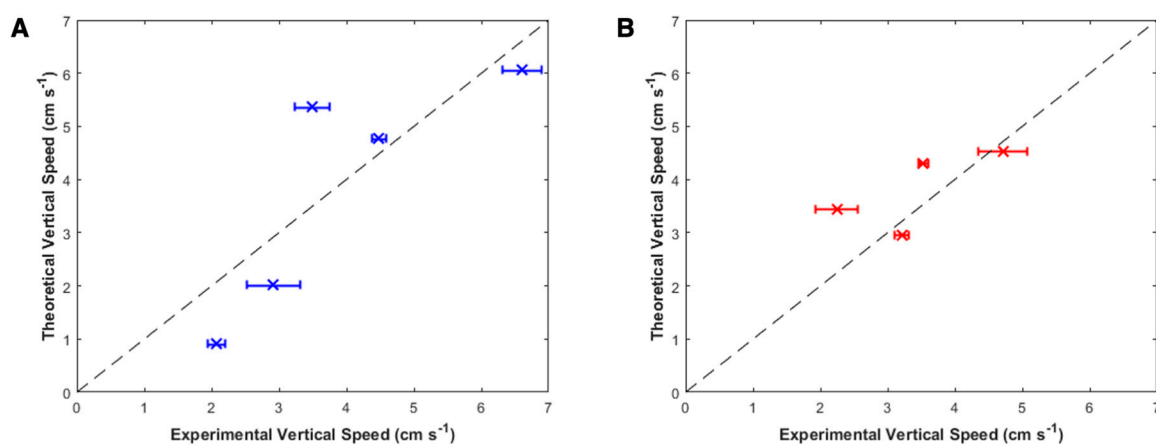 A
7
6
5
4
3
2
1
0
Theoretical Vertical Speed (cm s-1)
0 1 2 3 4 5 6 7
Experimental Vertical Speed (cm s-1)
B
7
6
5
4
3
2
1
0
Theoretical Vertical Speed (cm s-1)
0 1 2 3 4 5 6 7
Experimental Vertical Speed (cm s-1)